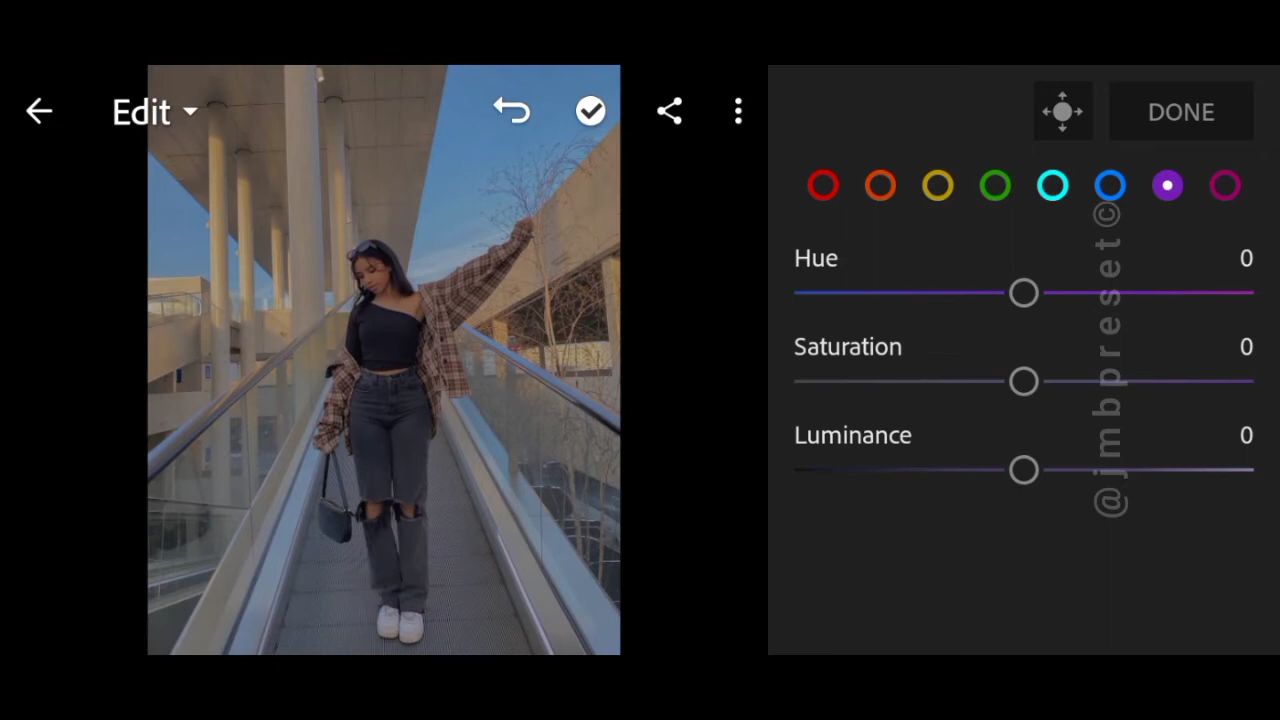 Edit
DONE
Hue 0
Saturation 0
Luminance 0
@jmbpreset©